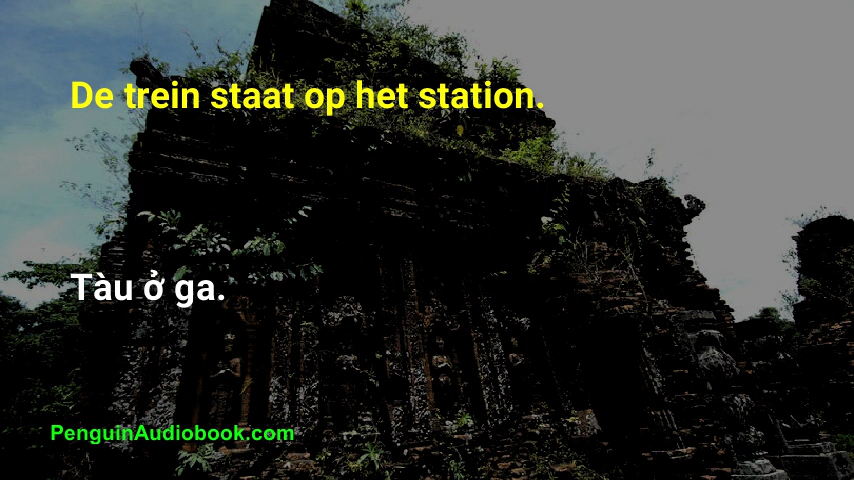 De trein staat op het station.
Tàu ở ga.
PenguinAudiobook.com